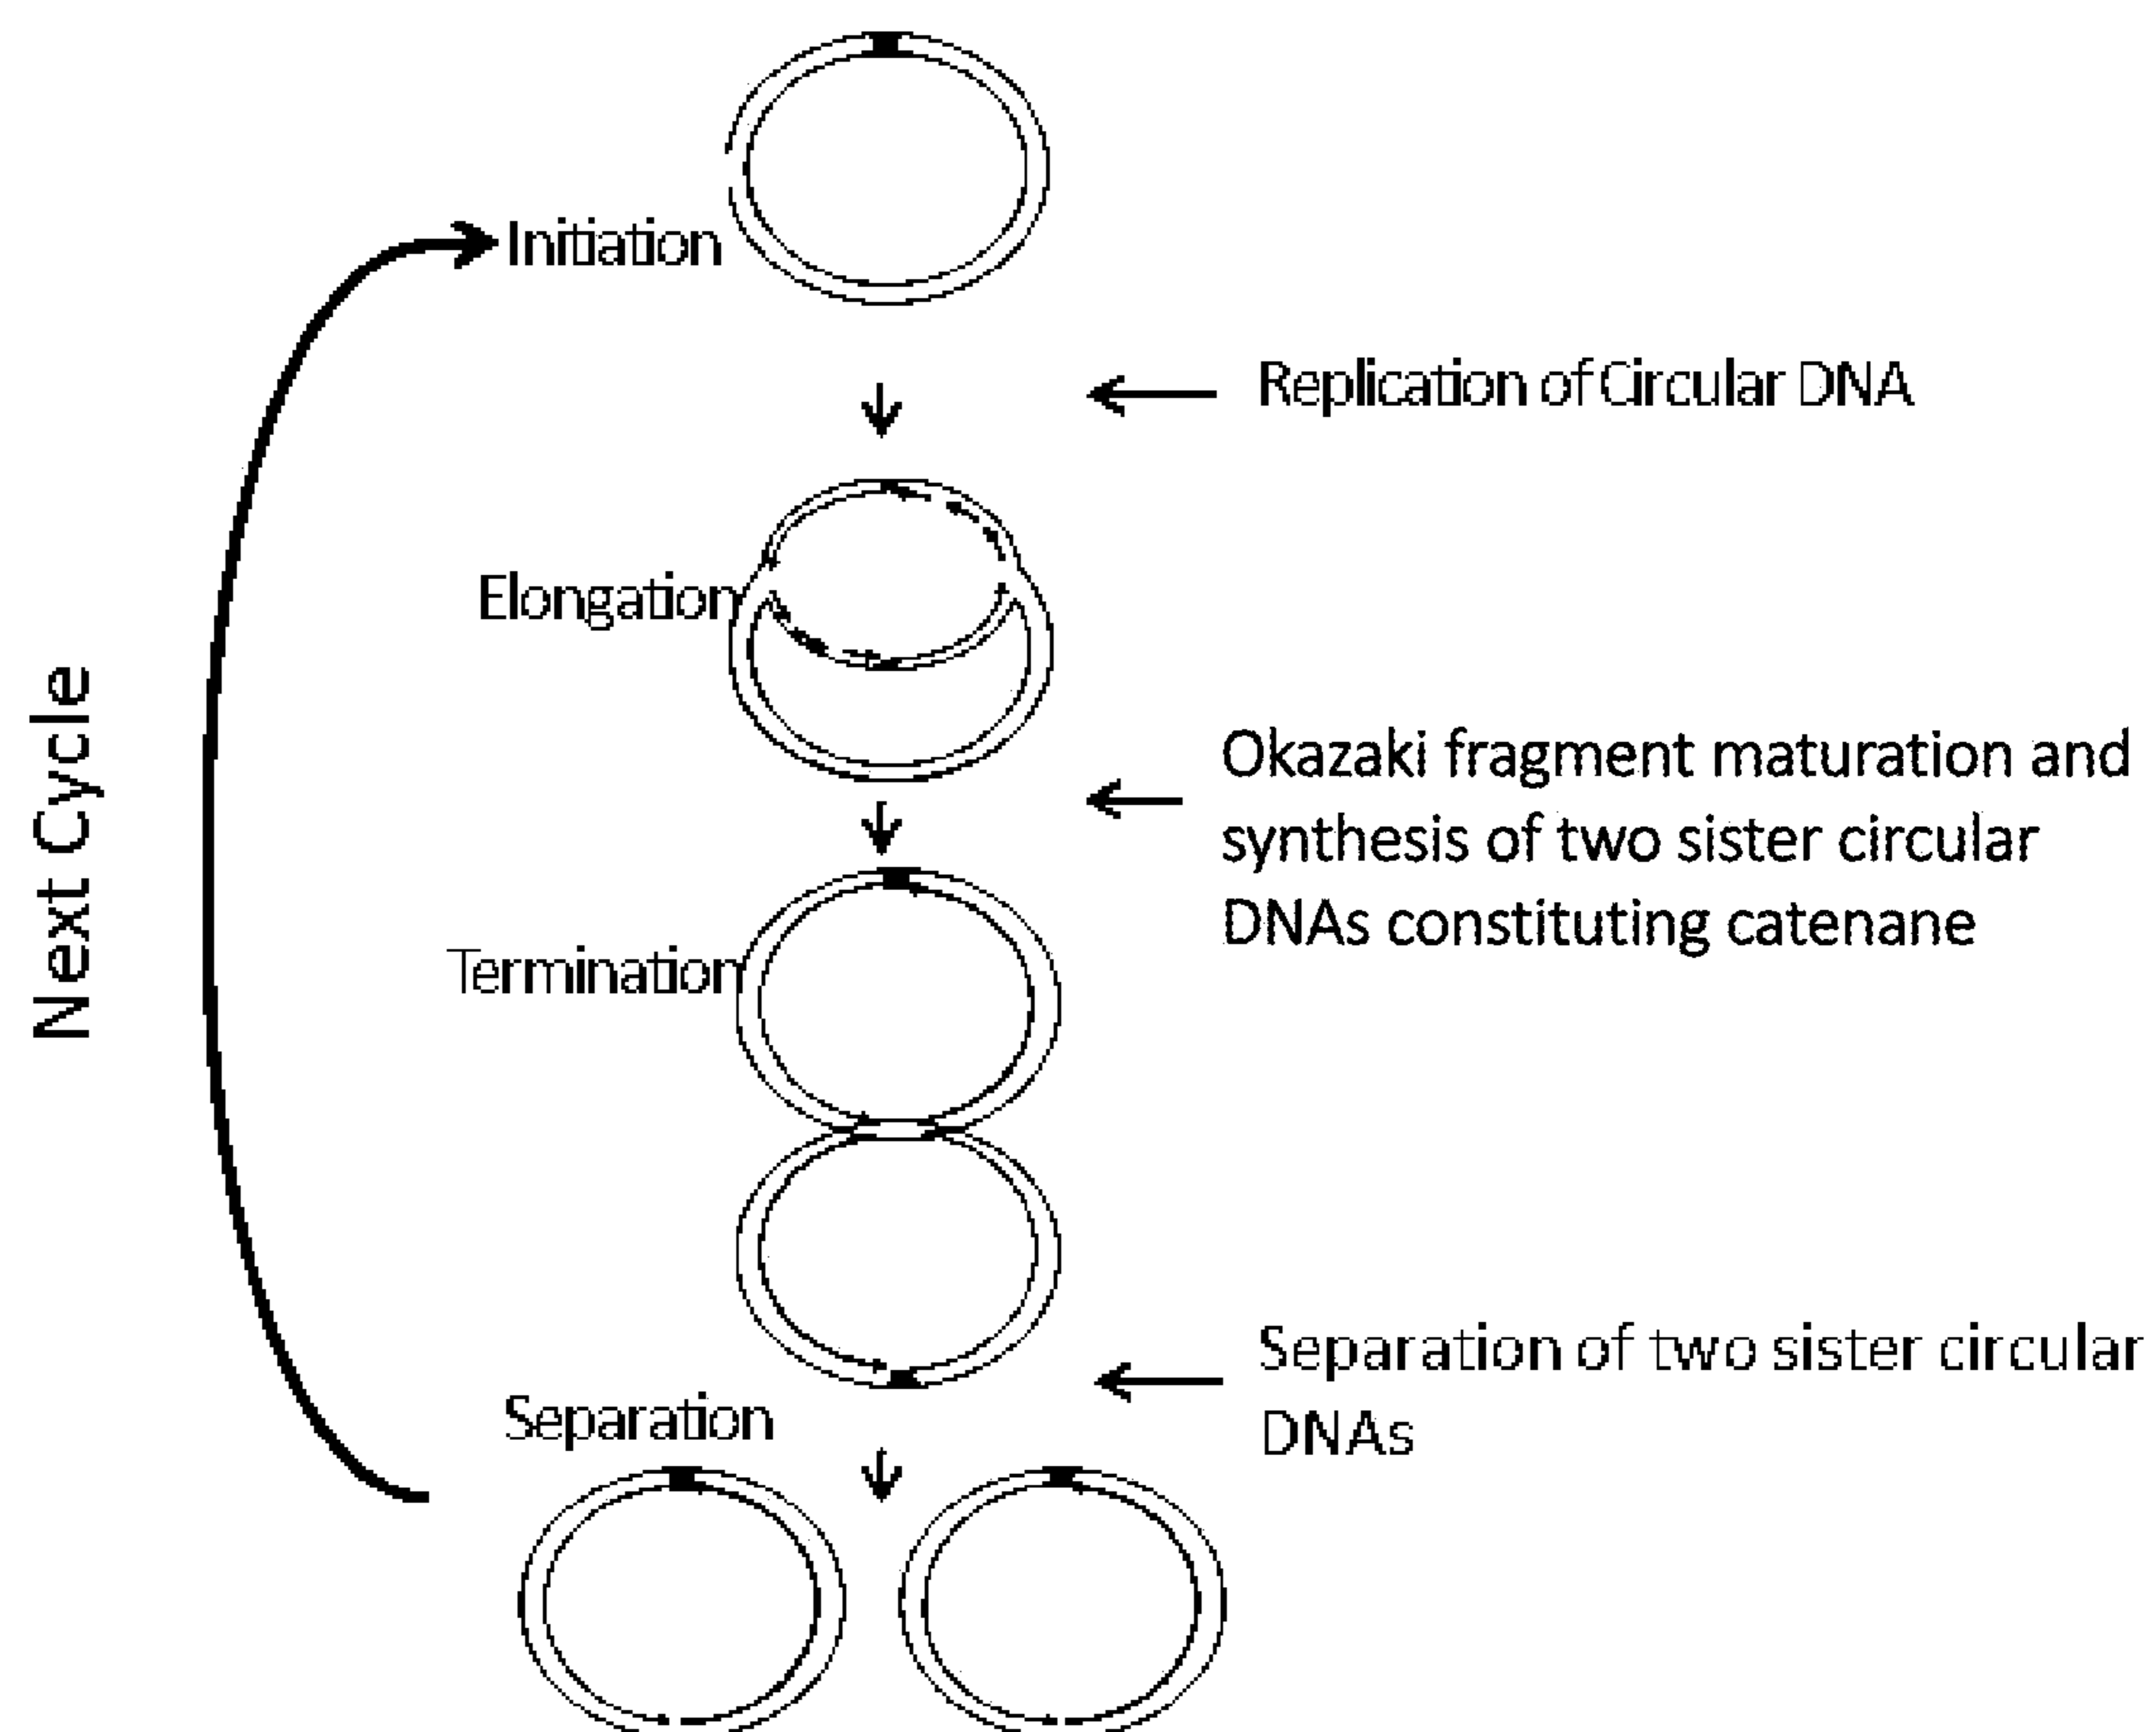 Initiation
Replication of Circular DNA
Elongation
Next Cycle
Okazaki fragment maturation and
synthesis of two sister circular
DNAs constituting catenane
Termination
Separation of two sister circular
DNAs
Separation